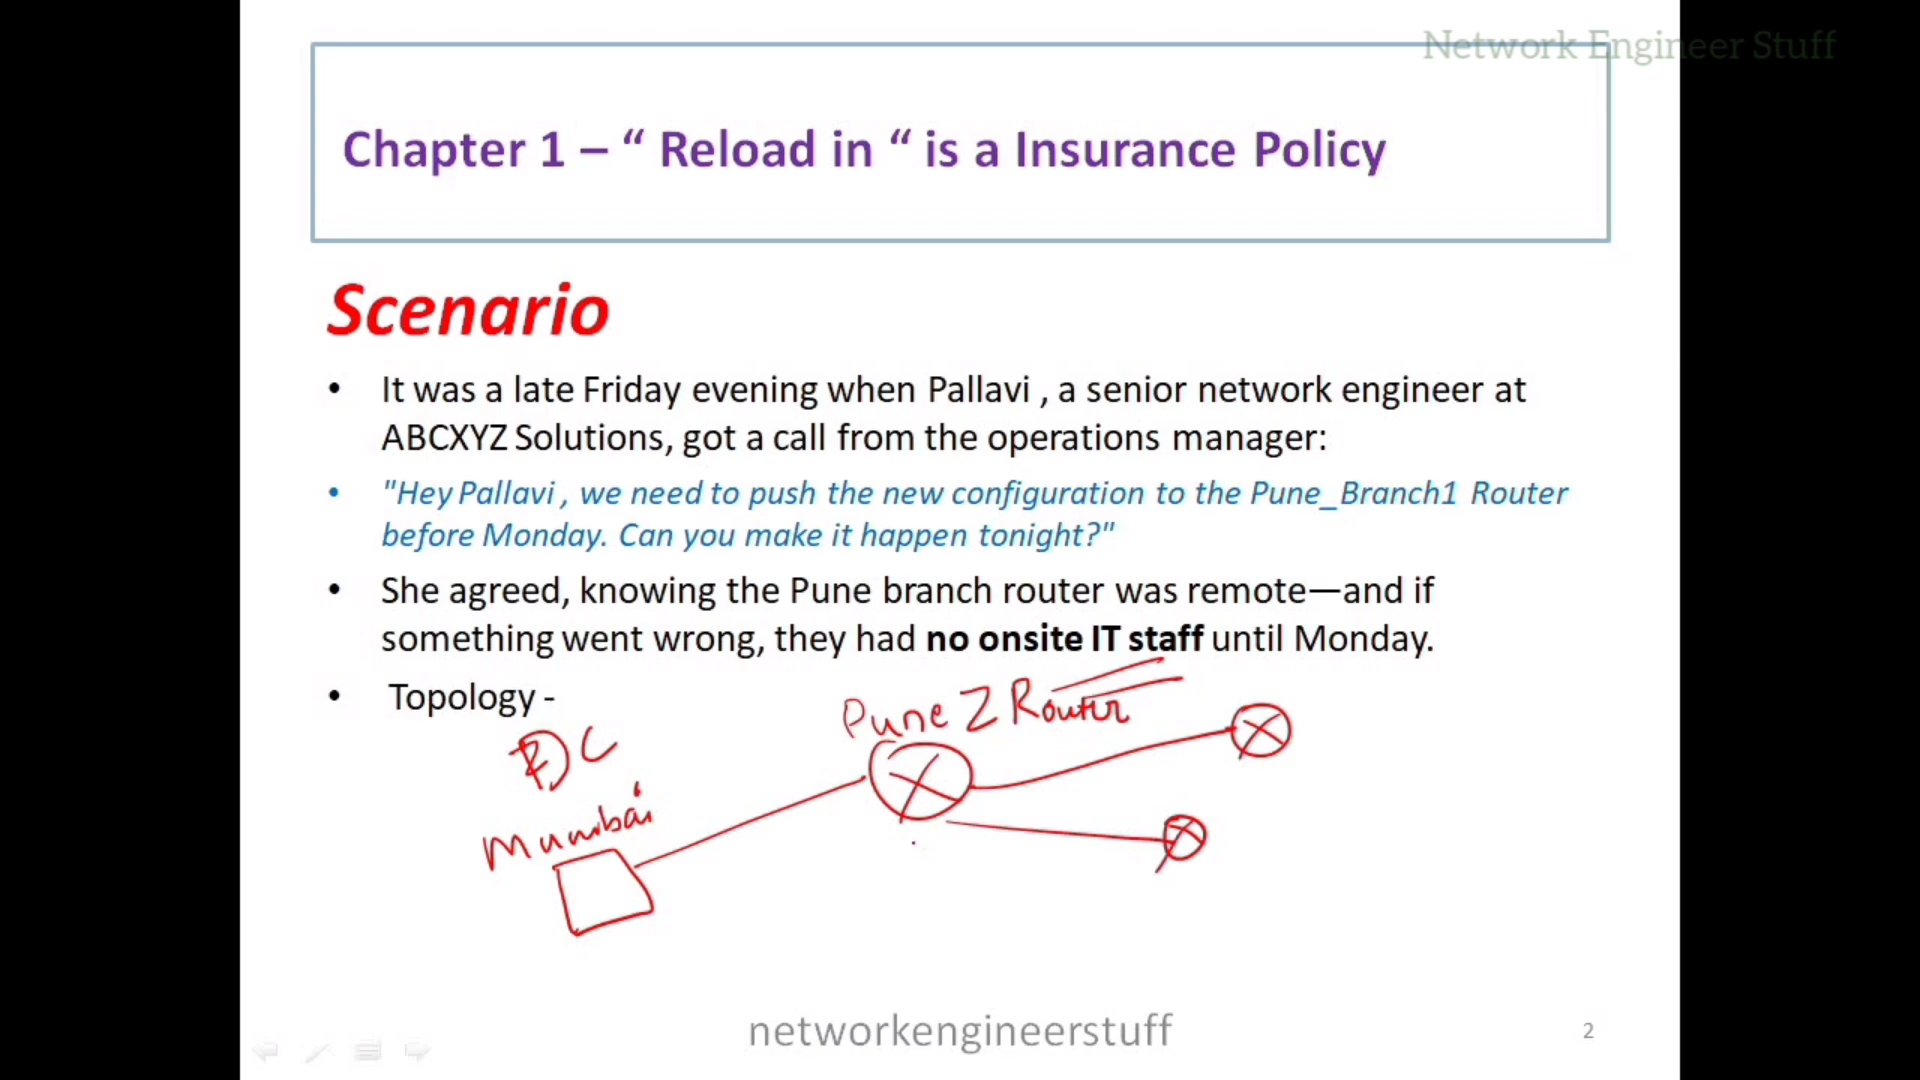 Network Engineer Stuff
Chapter 1 – “ Reload in “ is a Insurance Policy
Scenario
• It was a late Friday evening when Pallavi , a senior network engineer at
ABCXYZ Solutions, got a call from the operations manager:
• "Hey Pallavi , we need to push the new configuration to the Pune_Branch1 Router
before Monday. Can you make it happen tonight?"
• She agreed, knowing the Pune branch router was remote—and if
something went wrong, they had no onsite IT staff until Monday.
• Topology -
Pune Z Router
DC
Mumbai
networkengineerstuff
2